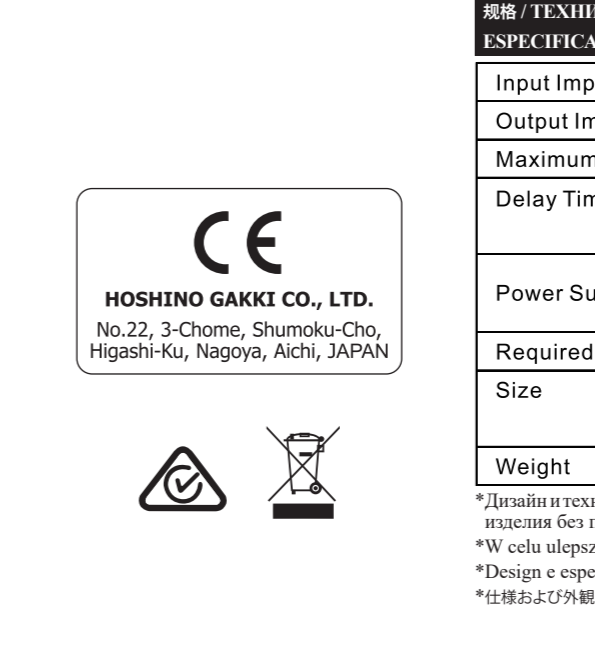 CE
HOSHINO GAKKI CO., LTD.
No.22, 3-Chome, Shumoku-Cho,
Higashi-Ku, Nagoya, Aichi, JAPAN
规格 / ТЕХНИ
ESPECIFICA
Input Imp
Output Im
Maximum
Delay Tim
Power Su
Required
Size
Weight
*Дизайн и техн
изделия без п
*W celu ulepsz
*Design e espe
*仕様および外観